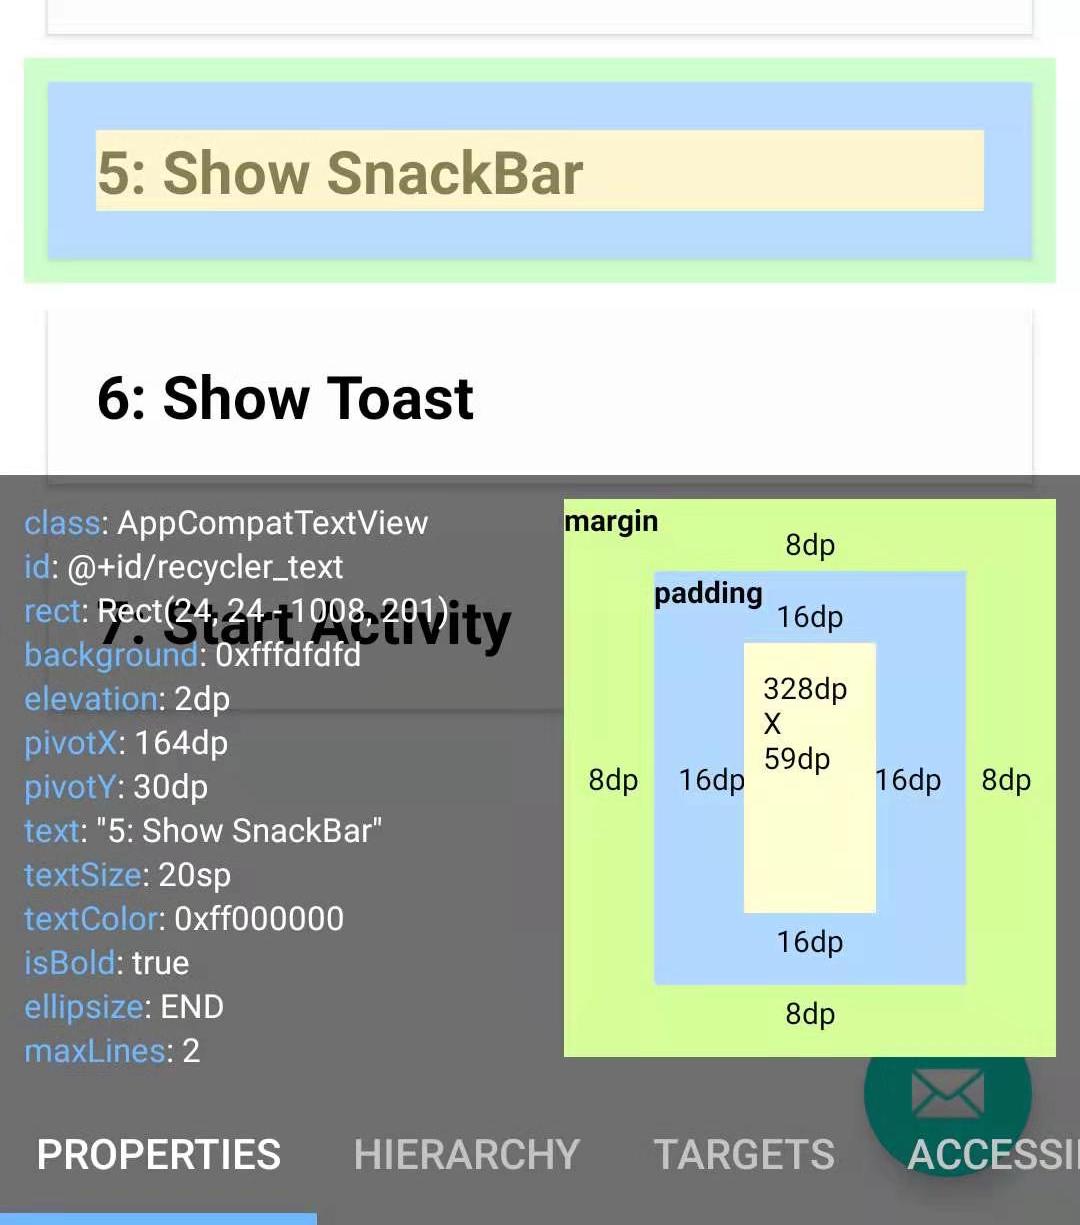 5: Show SnackBar
6: Show Toast
7: Start Activity
class: AppCompatTextView
id: @+id/recycler_text
rect: Rect(24, 24 - 1008, 201)
background: 0xfffdfdfd
elevation: 2dp
pivotX: 164dp
pivotY: 30dp
text: "5: Show SnackBar"
textSize: 20sp
textColor: 0xff000000
isBold: true
ellipsize: END
maxLines: 2
margin
8dp
padding
16dp
328dp
X
59dp
8dp 16dp 16dp 8dp
16dp
8dp
PROPERTIES HIERARCHY TARGETS ACCESSI